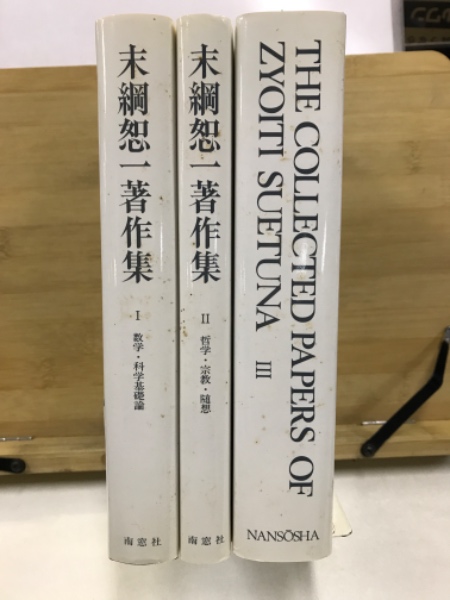 末綱恕一著作集
I
数学・科学基礎論
南窓社
末綱恕一著作集
II
哲学・宗教・随想
南窓社
THE COLLECTED PAPERS OF
ZYOITI SUETUNA III
NANSŌSHA